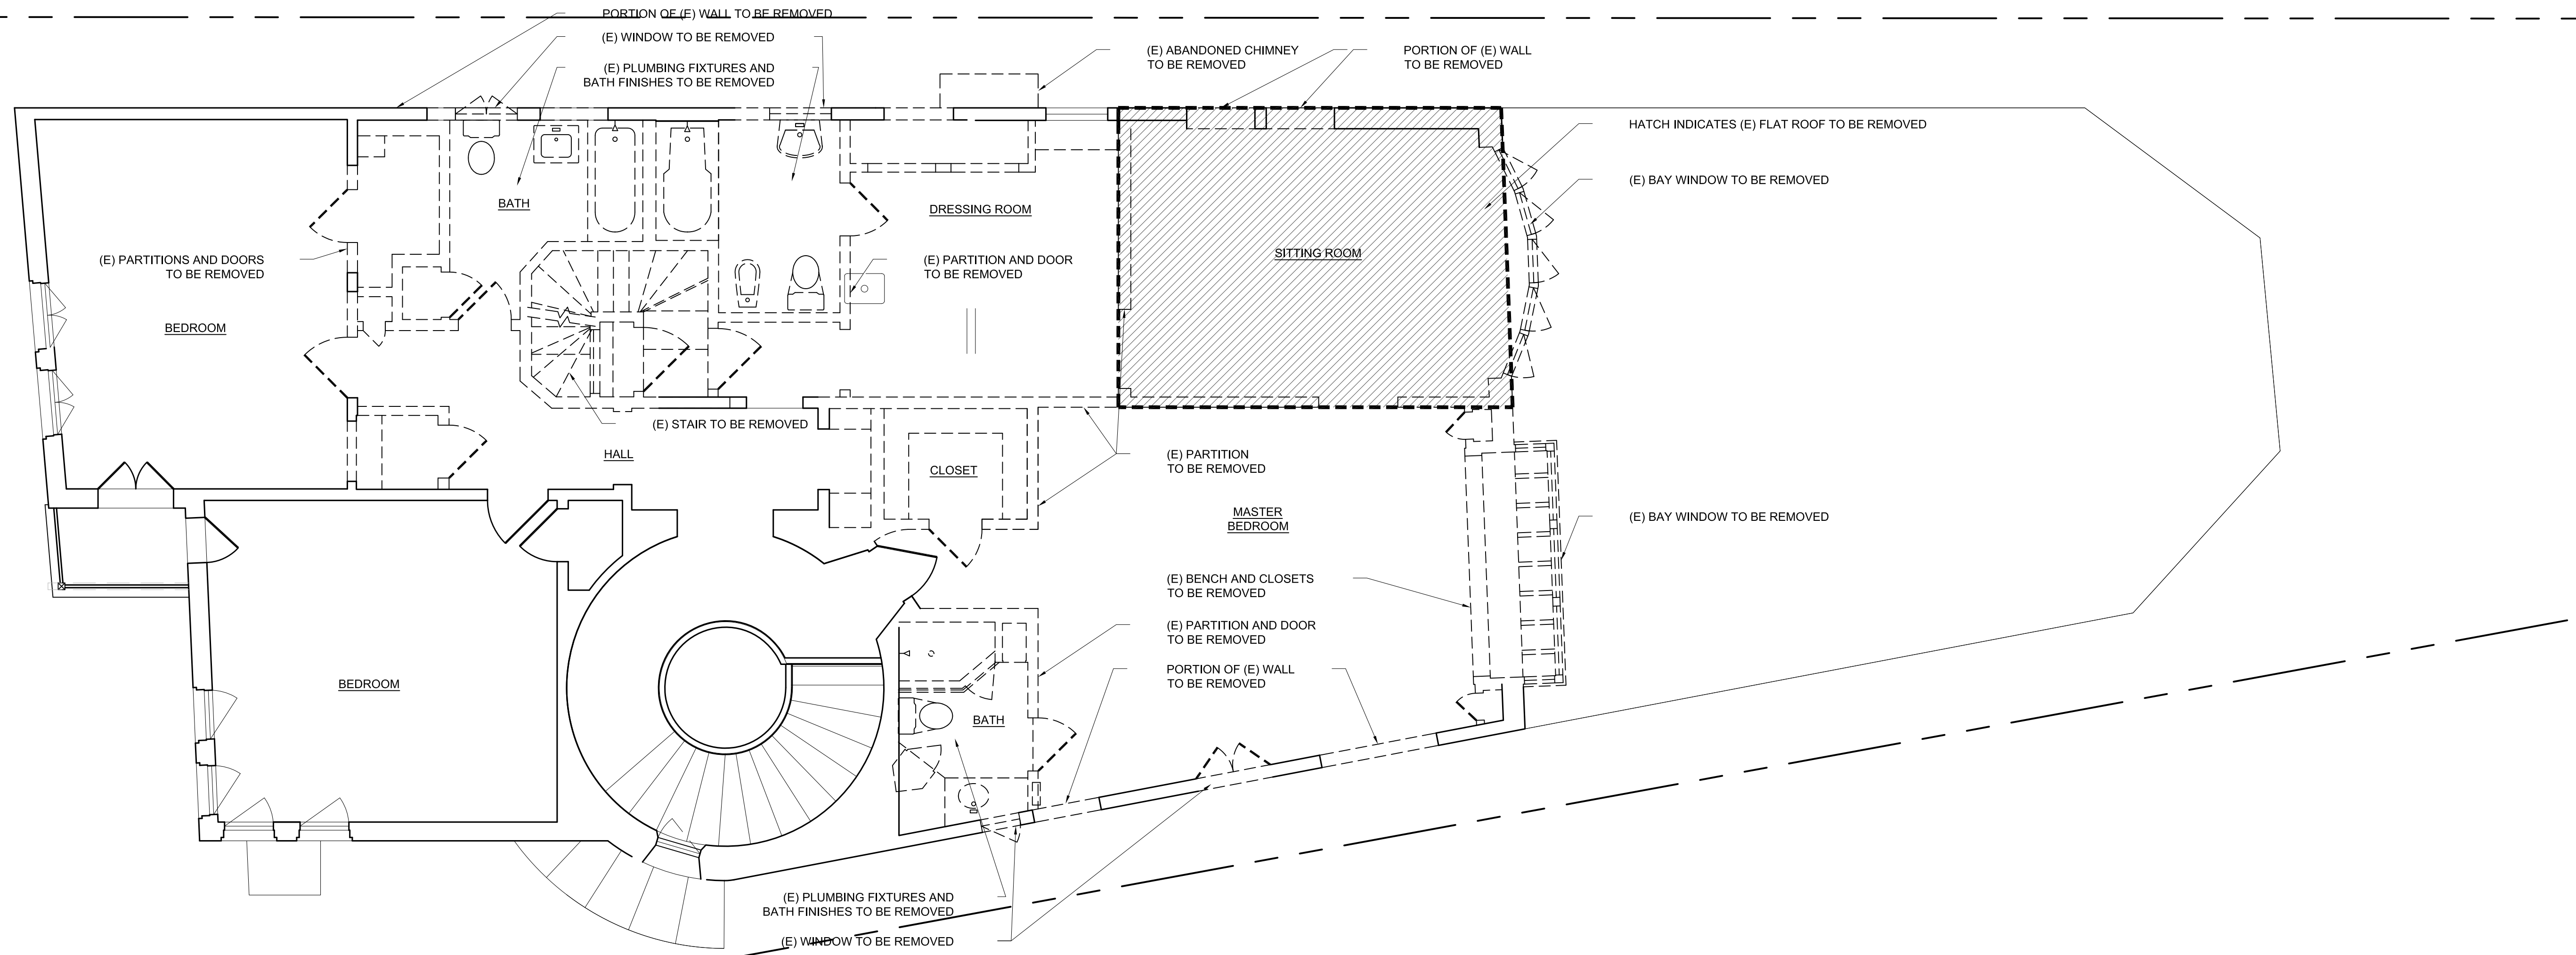 PORTION OF (E) WALL TO BE REMOVED
(E) WINDOW TO BE REMOVED
(E) PLUMBING FIXTURES AND
BATH FINISHES TO BE REMOVED
(E) ABANDONED CHIMNEY
TO BE REMOVED
PORTION OF (E) WALL
TO BE REMOVED
HATCH INDICATES (E) FLAT ROOF TO BE REMOVED
(E) BAY WINDOW TO BE REMOVED
BATH
DRESSING ROOM
SITTING ROOM
(E) PARTITIONS AND DOORS
TO BE REMOVED
(E) PARTITION AND DOOR
TO BE REMOVED
BEDROOM
(E) STAIR TO BE REMOVED
HALL
CLOSET
(E) PARTITION
TO BE REMOVED
MASTER
BEDROOM
(E) BAY WINDOW TO BE REMOVED
(E) BENCH AND CLOSETS
TO BE REMOVED
(E) PARTITION AND DOOR
TO BE REMOVED
PORTION OF (E) WALL
TO BE REMOVED
BEDROOM
BATH
(E) PLUMBING FIXTURES AND
BATH FINISHES TO BE REMOVED
(E) WINDOW TO BE REMOVED